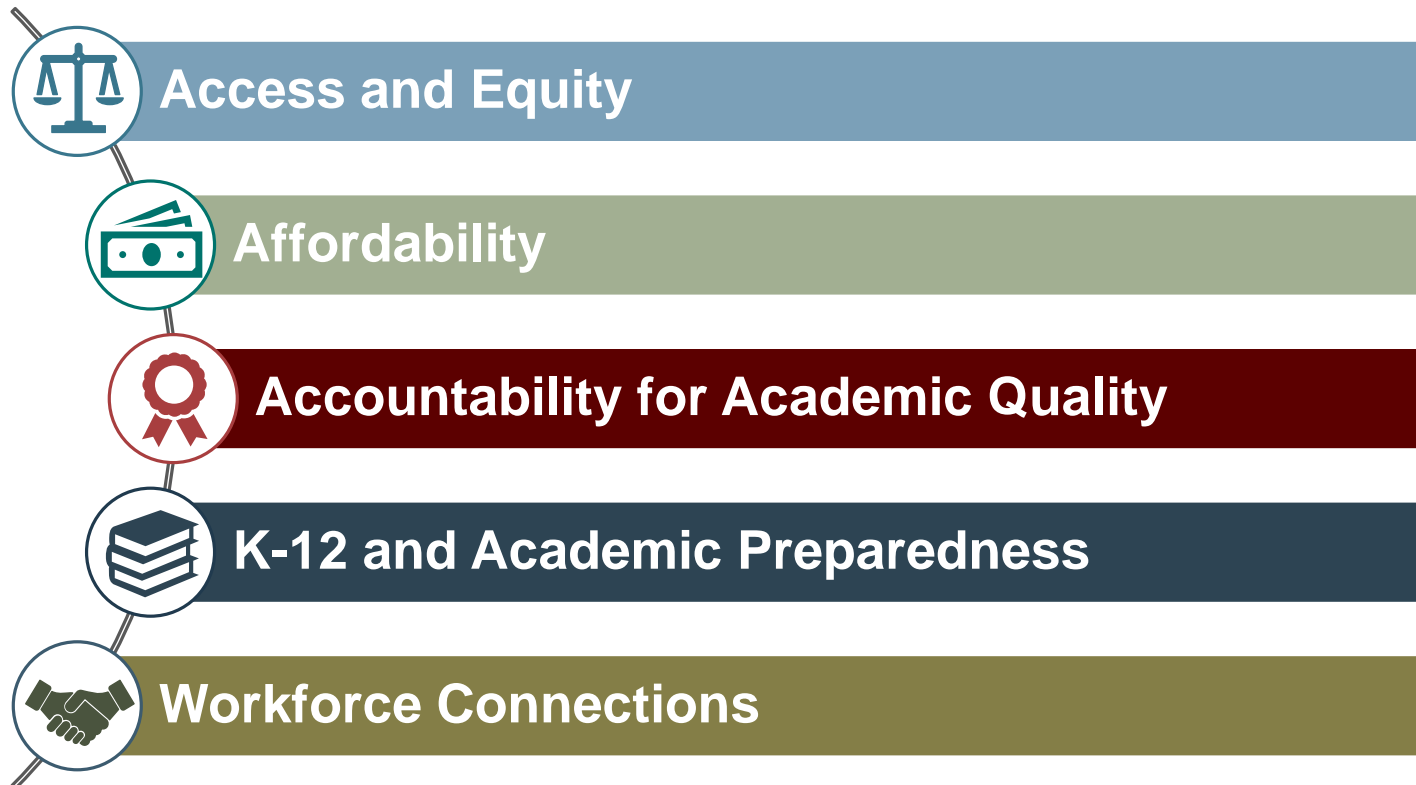 Access and Equity
Affordability
Accountability for Academic Quality
K-12 and Academic Preparedness
Workforce Connections